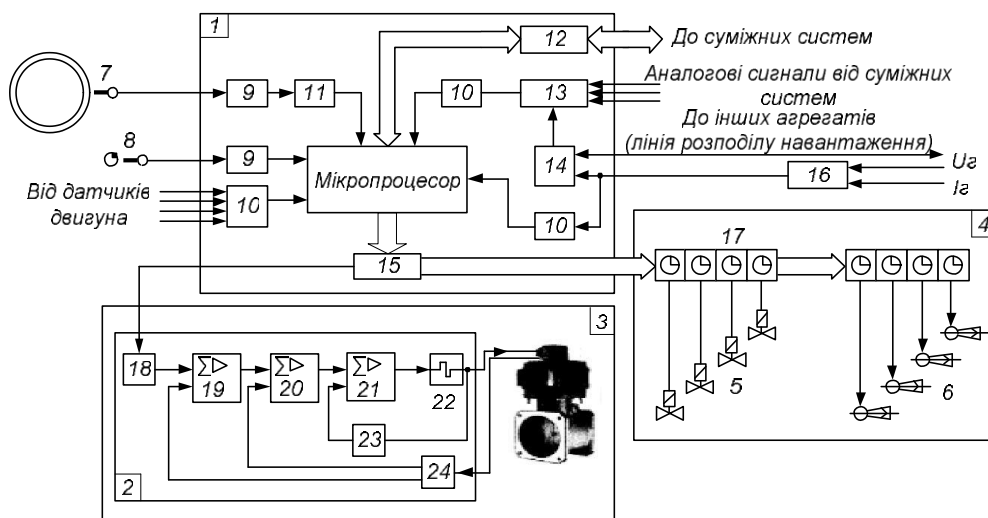 1
12
До суміжних систем
7
9
11
10
13
Аналогові сигнали від суміжних
систем
До інших агрегатів
(лінія розподілу навантаження)
8
9
Мікропроцесор
14
16
Uг
Iг
Від датчиків
двигуна
10
10
15
17
4
3
18
Σ
19
Σ
20
Σ
21
22
5
6
23
24
2